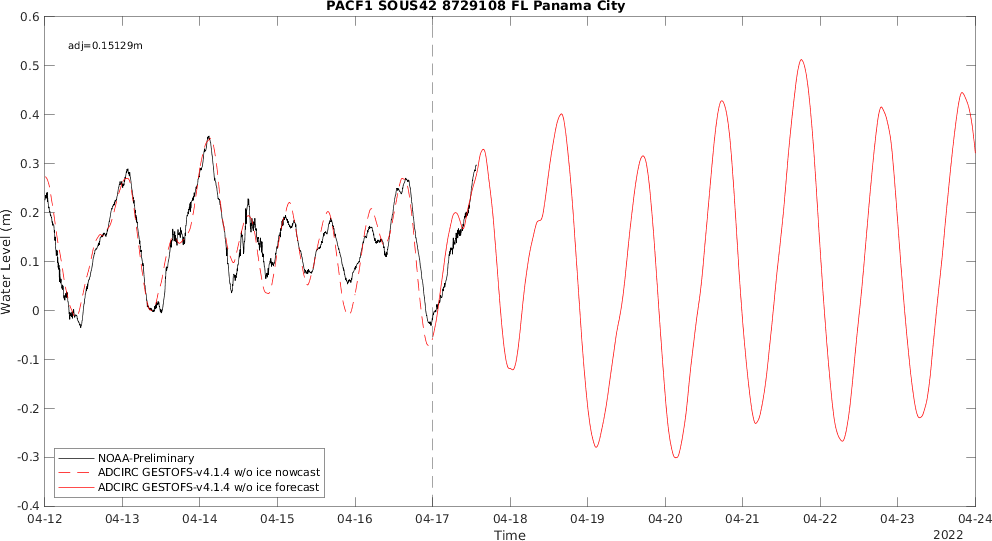 PACF1 SOUS42 8729108 FL Panama City
adj=0.15129m
0.6
0.5
0.4
0.3
0.2
0.1
0
-0.1
-0.2
-0.3
-0.4
Water Level (m)
NOAA-Preliminary
ADCIRC GESTOFS-v4.1.4 w/o ice nowcast
ADCIRC GESTOFS-v4.1.4 w/o ice forecast
04-12 04-13 04-14 04-15 04-16 04-17 04-18 04-19 04-20 04-21 04-22 04-23 04-24
Time
2022